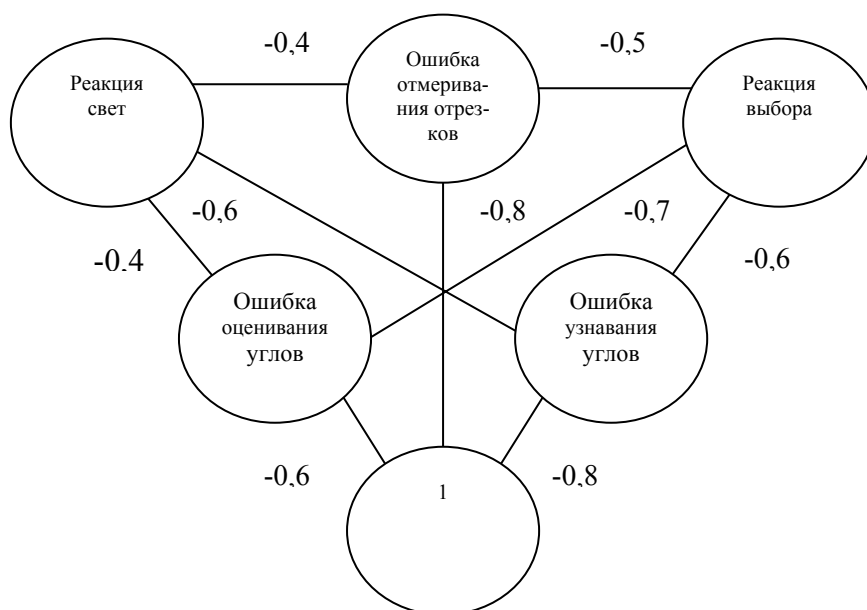 -0,4
-0,5
Реакция
свет
Ошибка
отмерива-
ния отрез-
ков
Реакция
выбора
-0,6
-0,8
-0,7
-0,4
-0,6
Ошибка
оценивания
углов
Ошибка
узнавания
углов
-0,6
-0,8
1